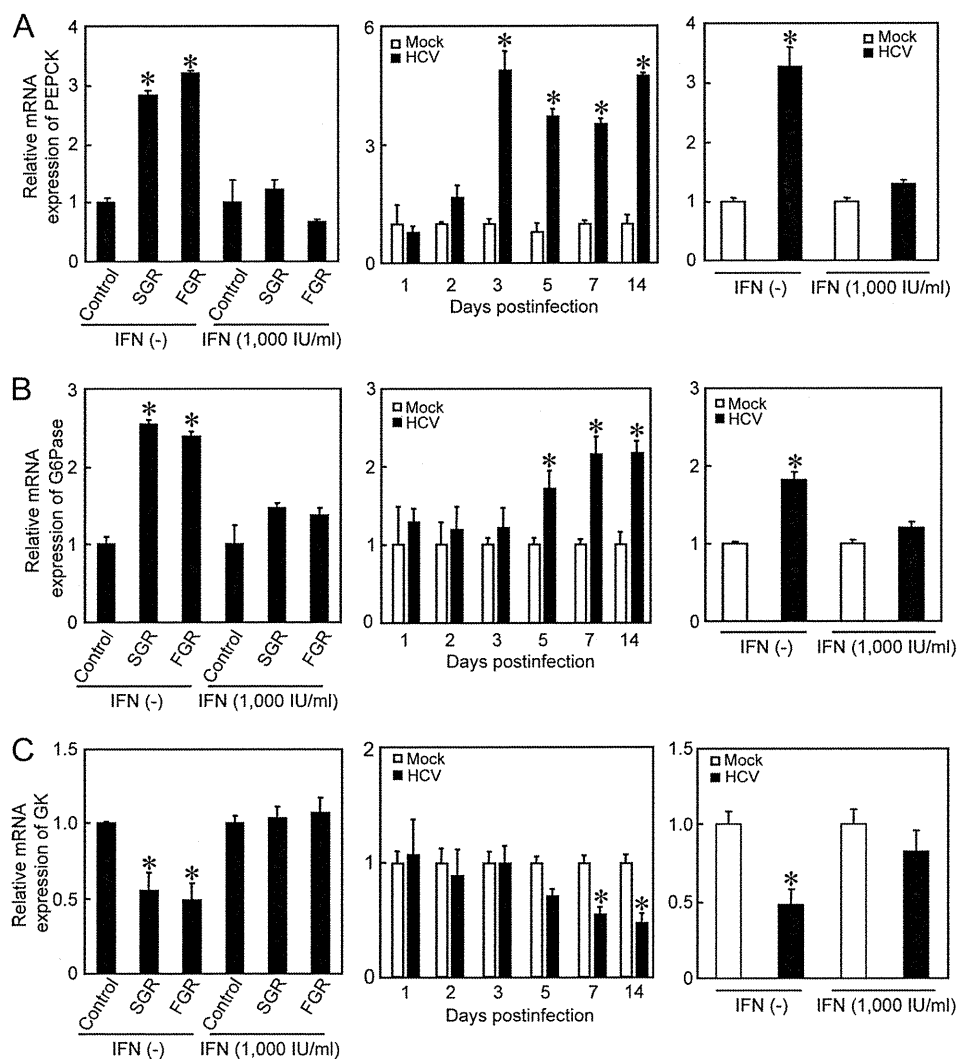 A
Relative mRNA
expression of PEPCK
4
3
2
1
0
Control
SGR
FGR
Control
SGR
FGR
IFN (-)
IFN (1,000 IU/ml)
6
3
0
Mock
HCV
1 2 3 5 7 14
Days postinfection
4
3
2
1
0
Mock
HCV
IFN (-)
IFN (1,000 IU/ml)
* * * * * * *
B
Relative mRNA
expression of G6Pase
3
2
1
0
Control
SGR
FGR
Control
SGR
FGR
IFN (-)
IFN (1,000 IU/ml)
3
2
1
0
Mock
HCV
1 2 3 5 7 14
Days postinfection
3
2
1
0
Mock
HCV
IFN (-)
IFN (1,000 IU/ml)
* * * * * *
C
Relative mRNA
expression of GK
1.5
1.0
0.5
0
Control
SGR
FGR
Control
SGR
FGR
IFN (-)
IFN (1,000 IU/ml)
2
1
0
Mock
HCV
1 2 3 5 7 14
Days postinfection
1.5
1.0
0.5
0
Mock
HCV
IFN (-)
IFN (1,000 IU/ml)
* * * * *